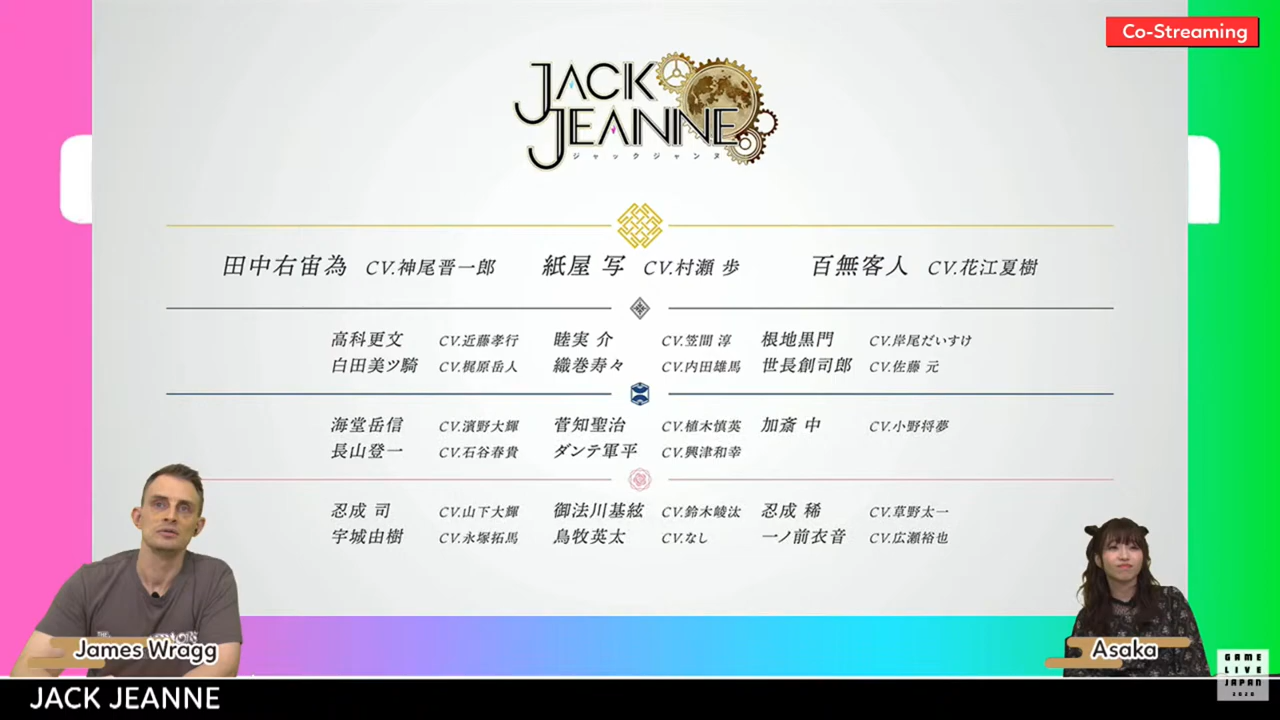 Co-Streaming
JACK
JEANNE
ジャックジャンヌ
田中右宙為 CV.神尾晋一郎 紙屋 写 CV.村瀬 歩 百無客人 CV.花江夏樹
高科更文 CV.近藤孝行 睦実 介 CV.笠間 淳 根地黒門 CV.岸尾だいすけ
白田美ツ騎 CV.梶原岳人 織巻寿々 CV.内田雄馬 世長創司郎 CV.佐藤 元
海堂岳信 CV.濱野大輝 菅知聖治 CV.植木慎英 加斎 中 CV.小野将夢
長山登一 CV.石谷春貴 ダンテ軍平 CV.興津和幸
忍成 司 CV.山下大輝 御法川基絃 CV.鈴木崚汰 忍成 稀 CV.草野太一
宇城由樹 CV.永塚拓馬 鳥牧英太 CV.なし 一ノ前衣音 CV.広瀬裕也
THE
James Wragg
Asaka
JACK JEANNE
GAME
LIVE
JAPAN
2026